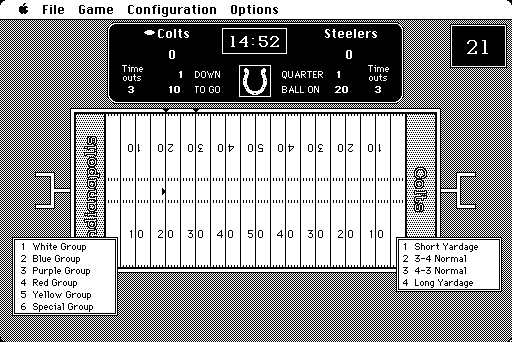 File Game Configuration Options
Colts 14:52 Steelers
0 0
21
Time outs 1 DOWN QUARTER 1 Time outs
3 10 TO GO BALL ON 20 3
10 20 30 40 50 40 30 20 10
Indianapolis
Colts
10 20 30 40 50 40 30 20 10
1 White Group
2 Blue Group
3 Purple Group
4 Red Group
5 Yellow Group
6 Special Group
1 Short Yardage
2 3-4 Normal
3 4-3 Normal
4 Long Yardage